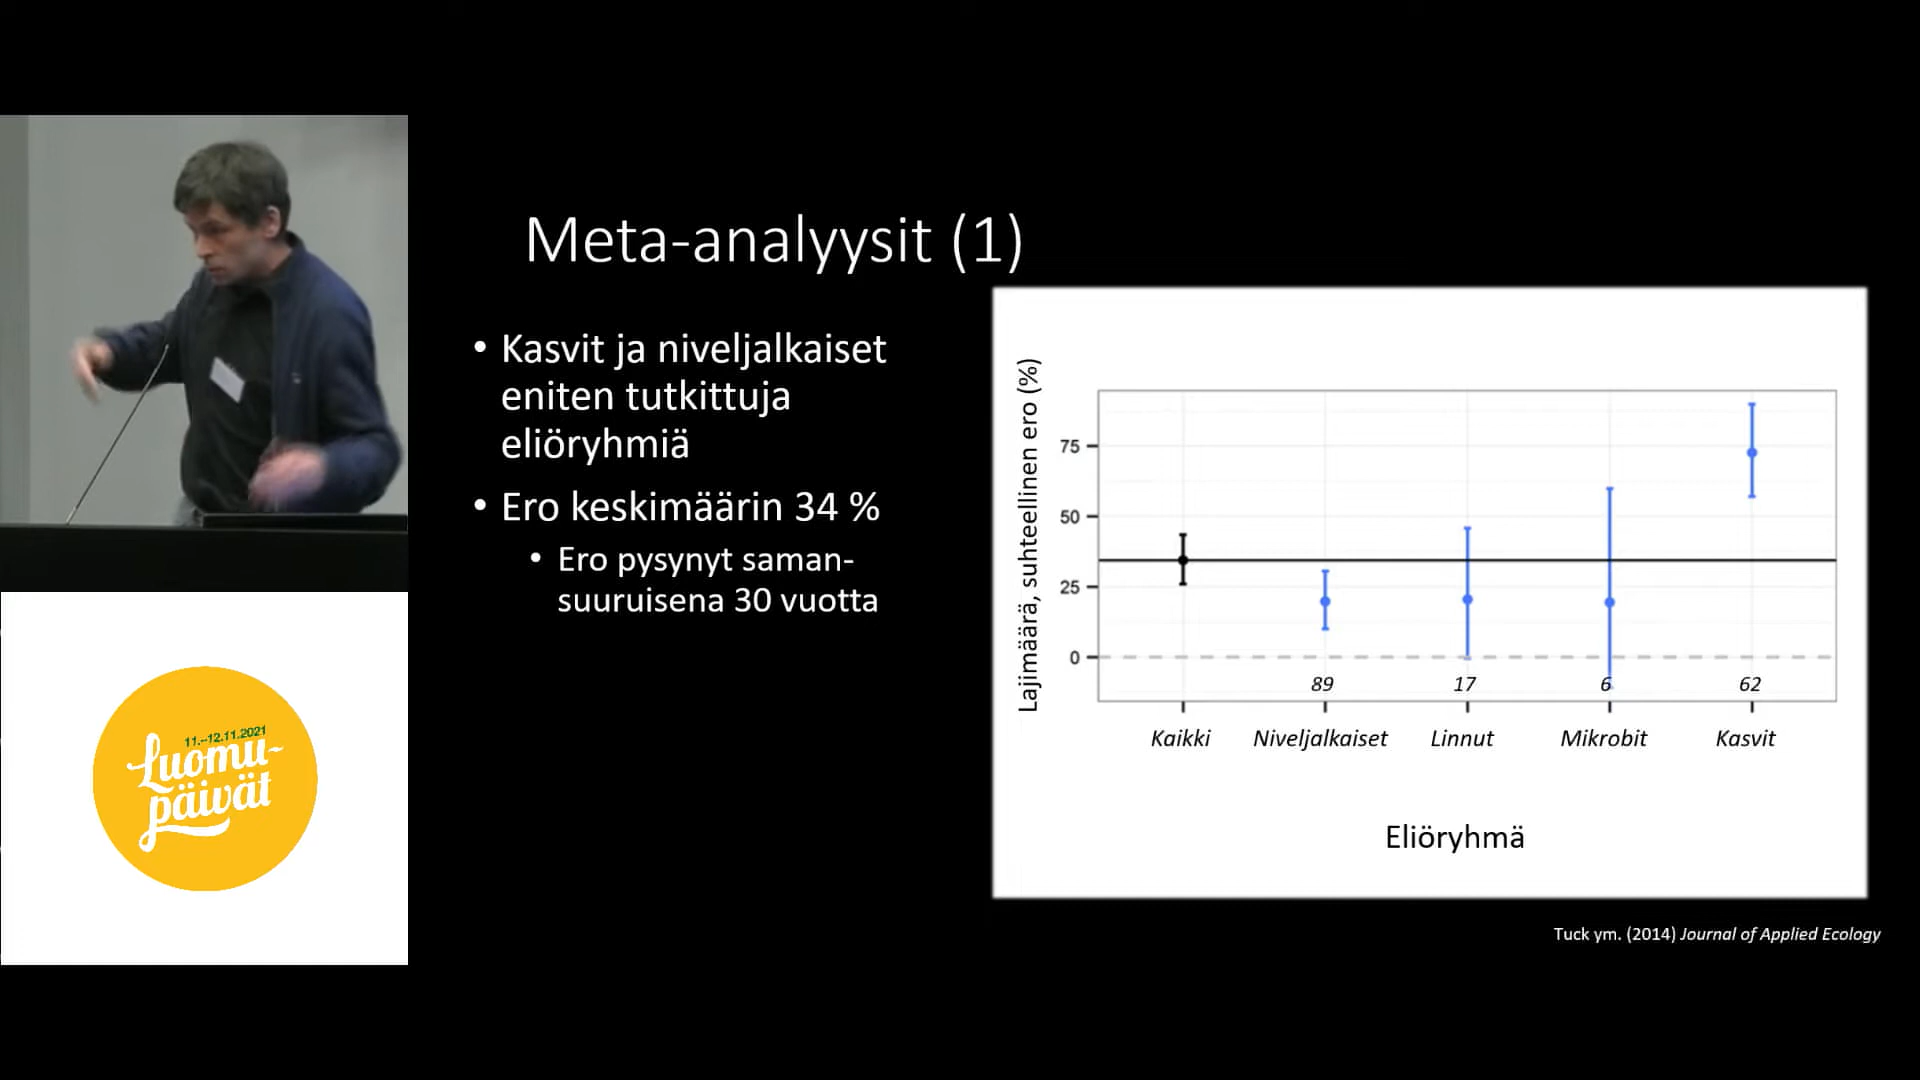 Meta-analyysit (1)
• Kasvit ja niveljalkaiset
eniten tutkittuja
eliöryhmiä
• Ero keskimäärin 34 %
• Ero pysynyt saman-
suuruisena 30 vuotta
Lajimäärä, suhteellinen ero (%)
75
50
25
0
89 17 6 62
Kaikki Niveljalkaiset Linnut Mikrobit Kasvit
Eliöryhmä
Tuck ym. (2014) Journal of Applied Ecology
11.–12.11.2021
Luomu-
päivät